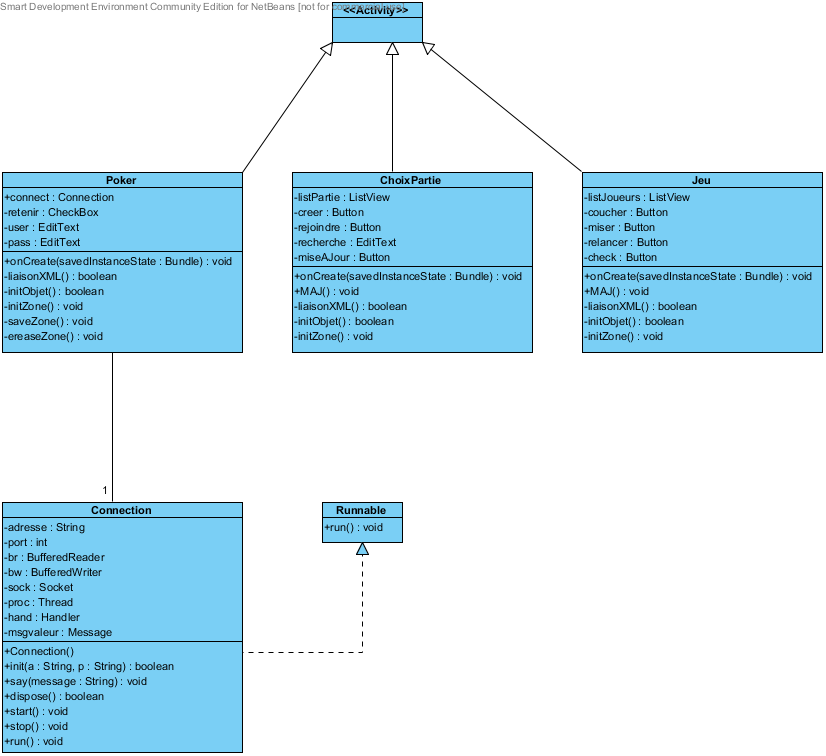 Smart Development Environment Community Edition for NetBeans [not for commercial use]
<<Activity>>
Poker
+connect : Connection
-retenir : CheckBox
-user : EditText
-pass : EditText
+onCreate(savedInstanceState : Bundle) : void
-liaisonXML() : boolean
-initObjet() : boolean
-initZone() : void
-saveZone() : void
-ereaseZone() : void
ChoixPartie
-listPartie : ListView
-creer : Button
-rejoindre : Button
-recherche : EditText
-miseAJour : Button
+onCreate(savedInstanceState : Bundle) : void
+MAJ() : void
-liaisonXML() : boolean
-initObjet() : boolean
-initZone() : void
Jeu
-listJoueurs : ListView
-coucher : Button
-miser : Button
-relancer : Button
-check : Button
+onCreate(savedInstanceState : Bundle) : void
+MAJ() : void
-liaisonXML() : boolean
-initObjet() : boolean
-initZone() : void
1
Connection
-adresse : String
-port : int
-br : BufferedReader
-bw : BufferedWriter
-sock : Socket
-proc : Thread
-hand : Handler
-msgvaleur : Message
+Connection()
+init(a : String, p : String) : boolean
+say(message : String) : void
+dispose() : boolean
+start() : void
+stop() : void
+run() : void
Runnable
+run() : void